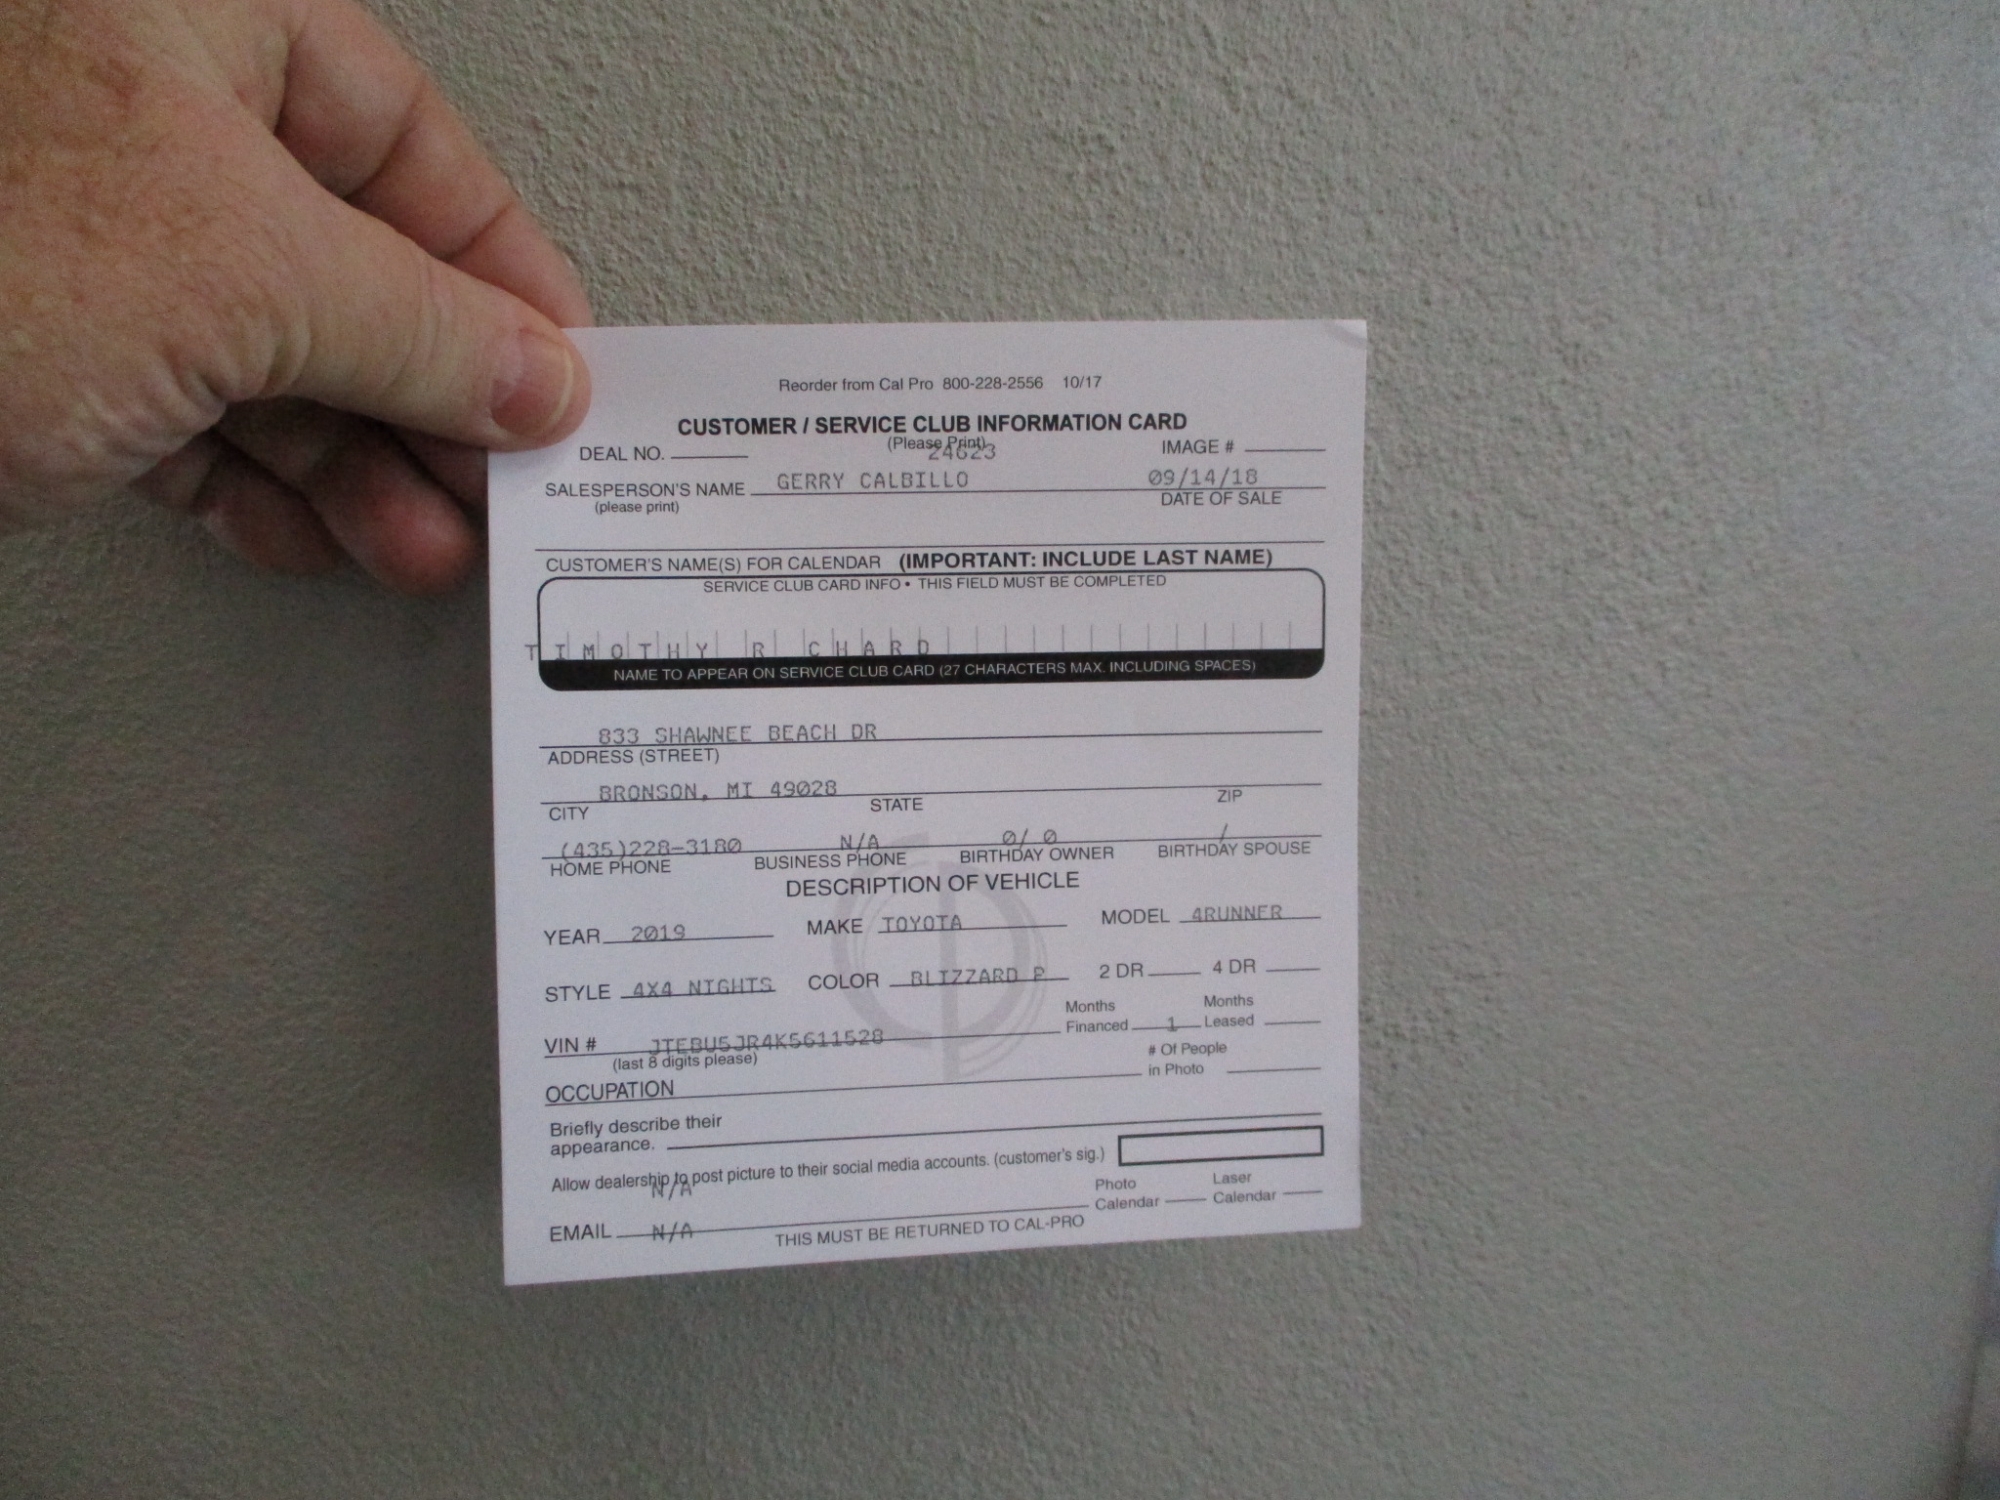 Reorder from Cal Pro 800-228-2556 10/17
CUSTOMER / SERVICE CLUB INFORMATION CARD
(Please Print)
DEAL NO. 24623 IMAGE #
SALESPERSON'S NAME GERRY CALBILLO 09/14/18
(please print) DATE OF SALE
CUSTOMER'S NAME(S) FOR CALENDAR (IMPORTANT: INCLUDE LAST NAME)
SERVICE CLUB CARD INFO • THIS FIELD MUST BE COMPLETED
TIMOTHY R CHARD
NAME TO APPEAR ON SERVICE CLUB CARD (27 CHARACTERS MAX. INCLUDING SPACES)
833 SHAWNEE BEACH DR
ADDRESS (STREET)
BRONSON, MI 49028
CITY STATE ZIP
(435)228-3180 N/A 0/ 0 /
HOME PHONE BUSINESS PHONE BIRTHDAY OWNER BIRTHDAY SPOUSE
DESCRIPTION OF VEHICLE
YEAR 2019 MAKE TOYOTA MODEL 4RUNNER
STYLE 4X4 NIGHTS COLOR BLIZZARD P 2 DR 4 DR
Months Financed 1 Months Leased
VIN # JTEBU5JR4K5611528
(last 8 digits please)
# Of People in Photo
OCCUPATION
Briefly describe their
appearance.
Allow dealership to post picture to their social media accounts. (customer's sig.)
N/A
Photo Calendar Laser Calendar
EMAIL N/A
THIS MUST BE RETURNED TO CAL-PRO